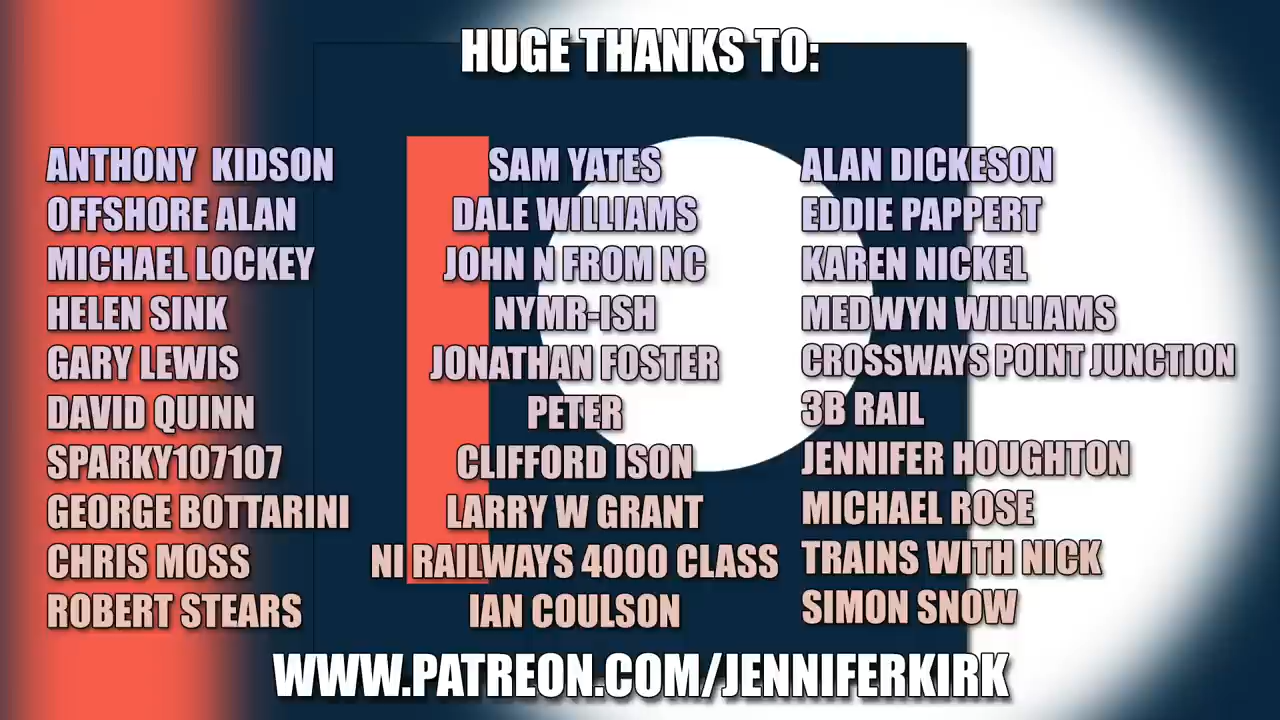 HUGE THANKS TO:
ANTHONY KIDSON
OFFSHORE ALAN
MICHAEL LOCKEY
HELEN SINK
GARY LEWIS
DAVID QUINN
SPARKY107107
GEORGE BOTTARINI
CHRIS MOSS
ROBERT STEARS
SAM YATES
DALE WILLIAMS
JOHN N FROM NC
NYMR-ISH
JONATHAN FOSTER
PETER
CLIFFORD ISON
LARRY W GRANT
NI RAILWAYS 4000 CLASS
IAN COULSON
ALAN DICKESON
EDDIE PAPPERT
KAREN NICKEL
MEDWYN WILLIAMS
CROSSWAYS POINT JUNCTION
3B RAIL
JENNIFER HOUGHTON
MICHAEL ROSE
TRAINS WITH NICK
SIMON SNOW
WWW.PATREON.COM/JENNIFERKIRK